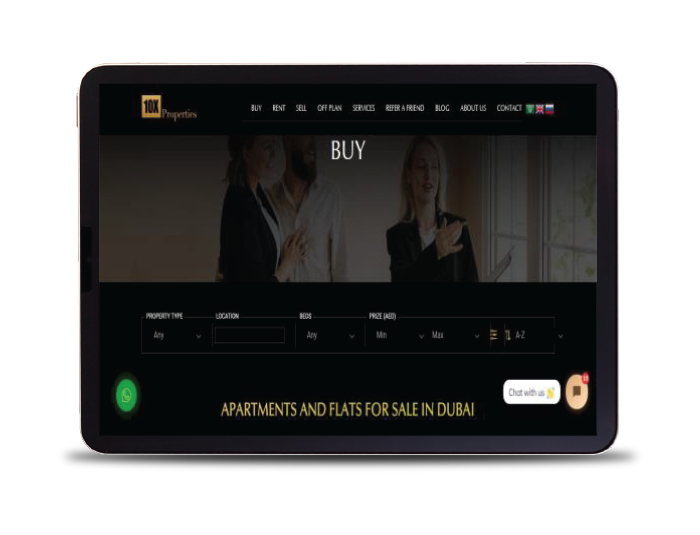 10X Properties
BUY RENT SELL OFF PLAN SERVICES REFER A FRIEND BLOG ABOUT US CONTACT
BUY
PROPERTY TYPE LOCATION BEDS PRIZE (AED)
Any Any Min Max A-Z
Chat with us
APARTMENTS AND FLATS FOR SALE IN DUBAI